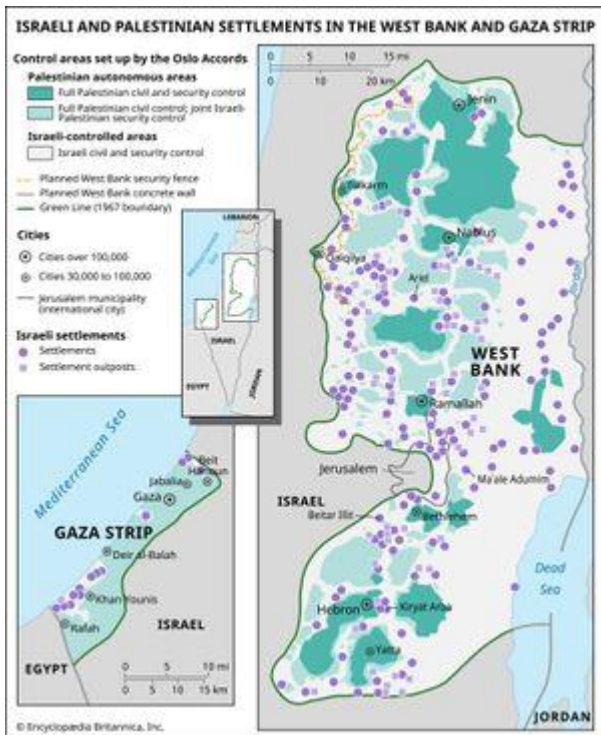 ISRAELI AND PALESTINIAN SETTLEMENTS IN THE WEST BANK AND GAZA STRIP
Control areas set up by the Oslo Accords
Palestinian autonomous areas
Full Palestinian civil and security control
Full Palestinian civil control; joint Israeli-
Palestinian security control
Israeli-controlled areas
Israeli civil and security control
Planned West Bank security fence
Planned West Bank concrete wall
Green Line (1967 boundary)
Cities
Cities over 100,000
Cities 30,000 to 100,000
Jerusalem municipality
(international city)
Israeli settlements
Settlements
Settlement outposts
LEBANON
Mediterranean
Sea
ISRAEL
EGYPT
JORDAN
0 5 10 15 mi
0 10 20 km
Jenin
Tulkarm
Nablus
Qalqilya
Ariel
Jordan
WEST
BANK
Ramallah
Jerusalem
Ma'ale Adumim
ISRAEL
Beitar Illit
Bethlehem
Dead
Sea
Hebron
Kiryat Arba
Yatta
JORDAN
Mediterranean Sea
Beit
Hanoun
Jabalia
Gaza
GAZA STRIP
Deir al-Balah
Khan Younis
Rafah
ISRAEL
EGYPT
0 5 10 mi
0 5 10 15 km
© Encyclopædia Britannica, Inc.